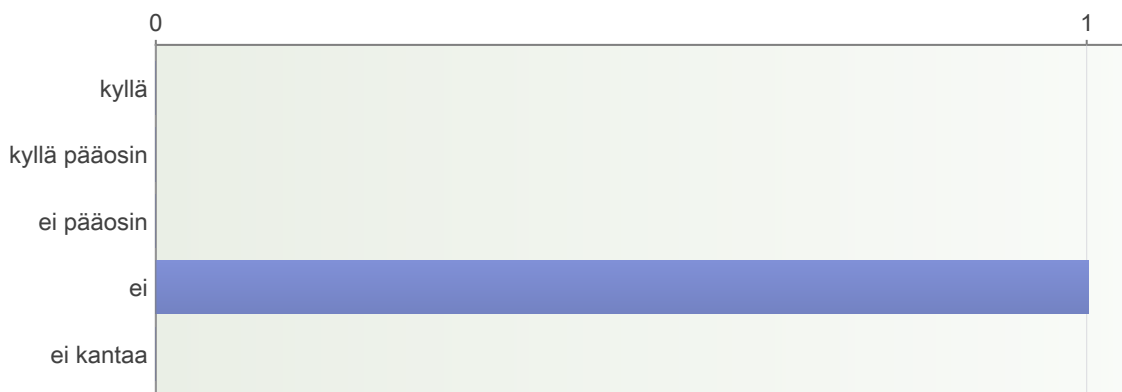 0 1
kyllä
kyllä pääosin
ei pääosin
ei
ei kantaa